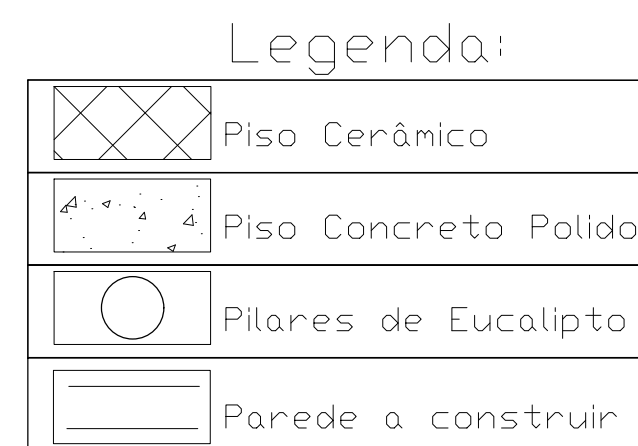 Legenda:
Piso Cerâmico
Piso Concreto Polido
Pilares de Eucalipto
Parede a construir